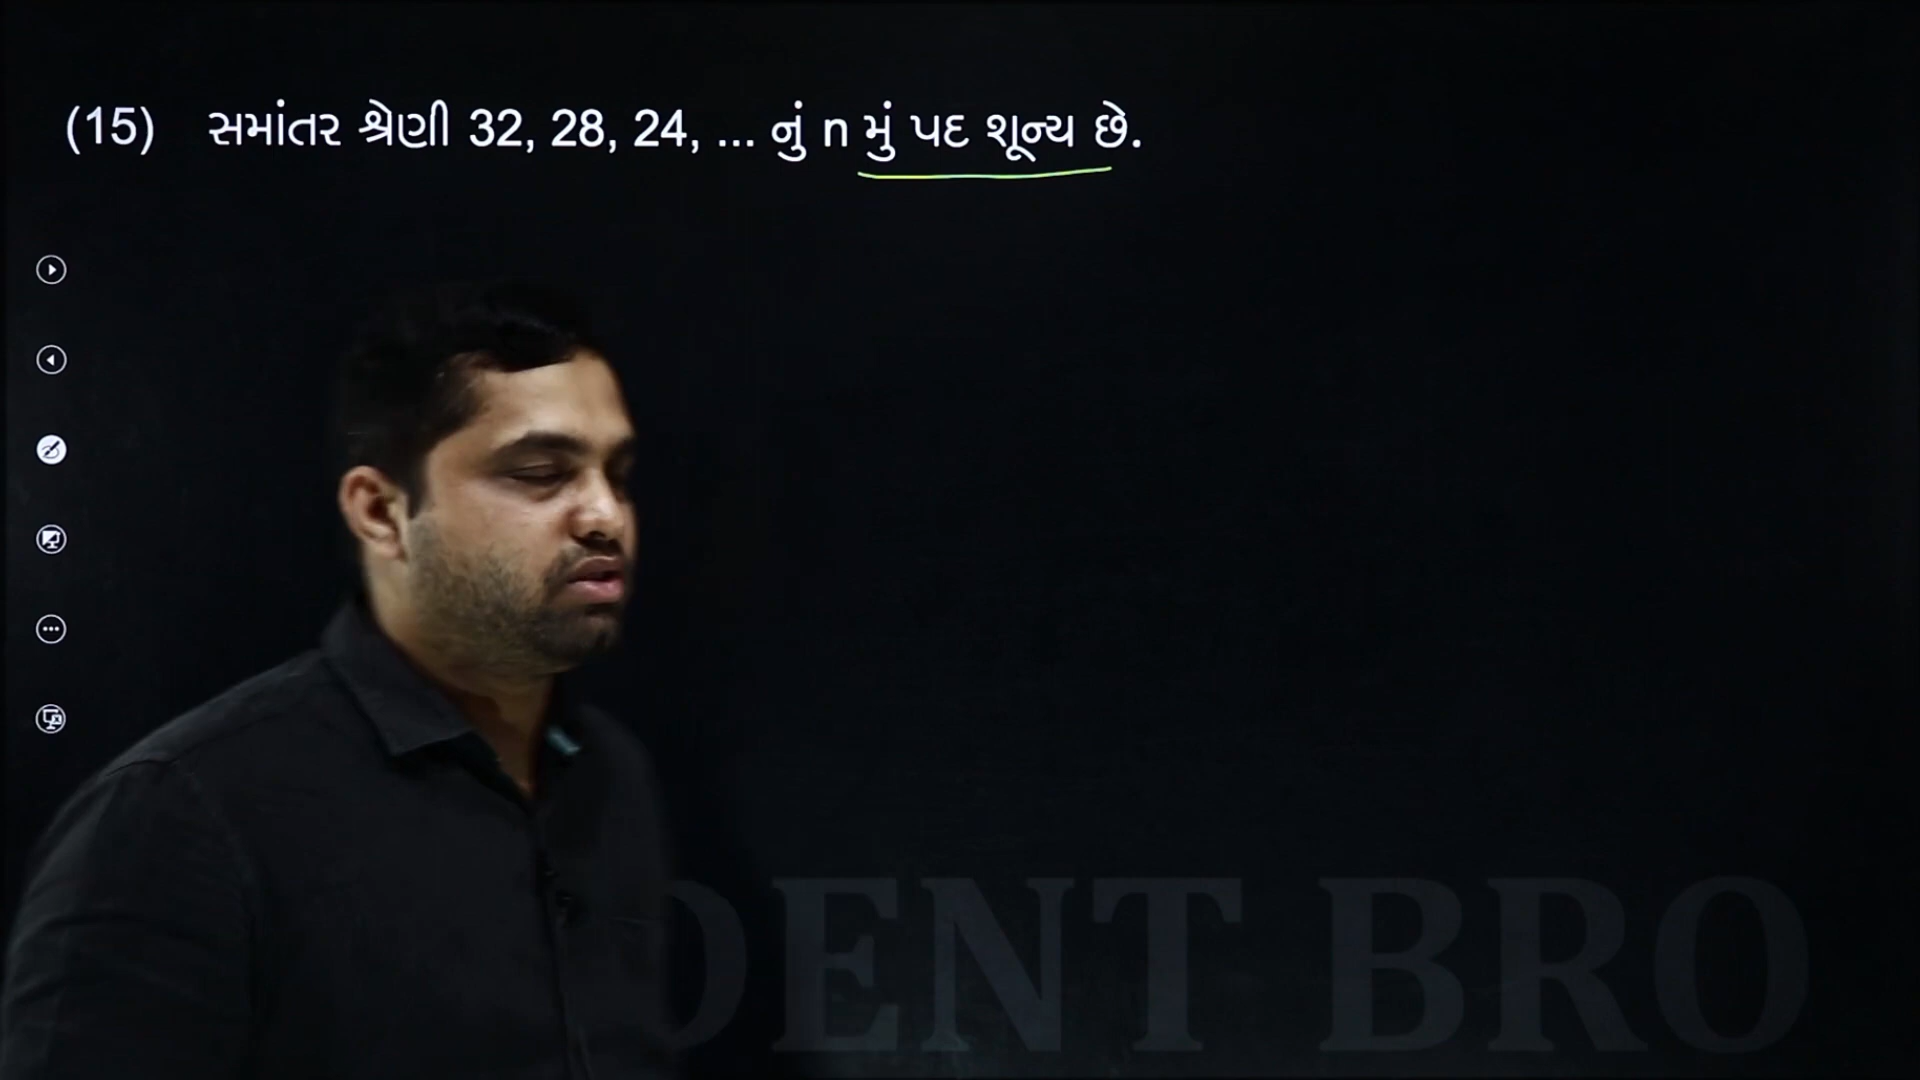 (15) સમાંતર શ્રેણી 32, 28, 24, ... નું n મું પદ શૂન્ય છે.
DENT BRO